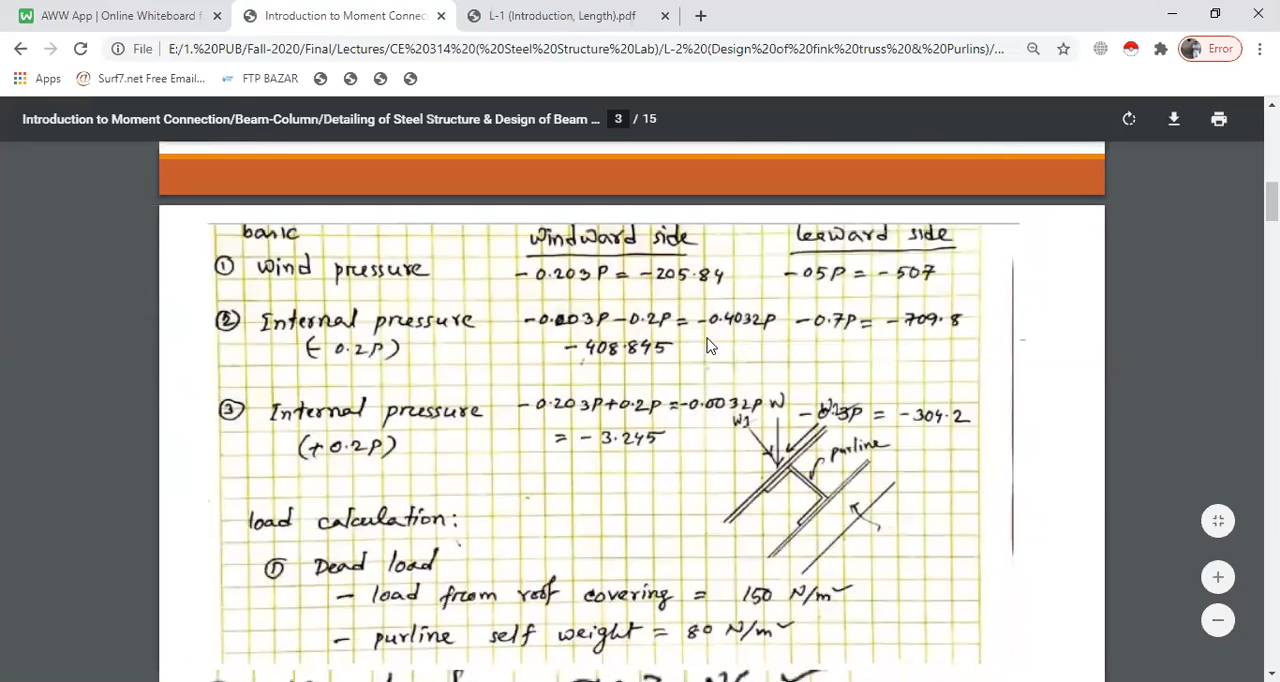 AWW App | Online Whiteboard f
Introduction to Moment Connec
L-1 (Introduction, Length).pdf
File E:/1.%20PUB/Fall-2020/Final/Lectures/CE%20314%20(%20Steel%20Structure%20Lab)/L-2%20(Design%20of%20fink%20truss%20&%20Purlins)/...
Error
Apps Surf7.net Free Email... FTP BAZAR
Introduction to Moment Connection/Beam-Column/Detailing of Steel Structure & Design of Beam ... 3 / 15
basic windward side leeward side
① wind pressure -0.203P = -205.84 -05P = -507
② Internal pressure -0.203P-0.2P = -0.4032P -0.7P = -709.8
(-0.2P) -408.845
③ Internal pressure -0.203P+0.2P =-0.0032P W -0.3P = -304.2
(+0.2P) = -3.245 W1 purline
load calculation:
① Dead load
- load from roof covering = 150 N/m²
- purline self weight = 80 N/m²